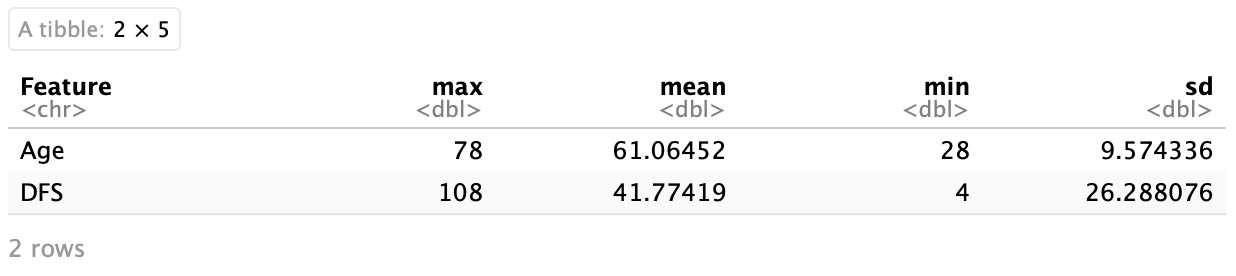 A tibble: 2 × 5
Feature max mean min sd
<chr> <dbl> <dbl> <dbl> <dbl>
Age 78 61.06452 28 9.574336
DFS 108 41.77419 4 26.288076
2 rows